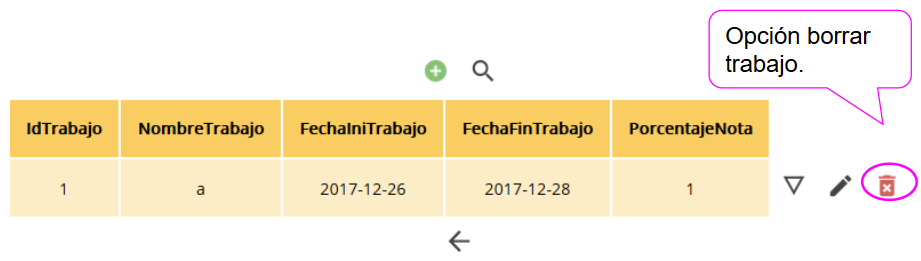 Opción borrar
trabajo.
IdTrabajo NombreTrabajo FechaIniTrabajo FechaFinTrabajo PorcentajeNota
1 a 2017-12-26 2017-12-28 1